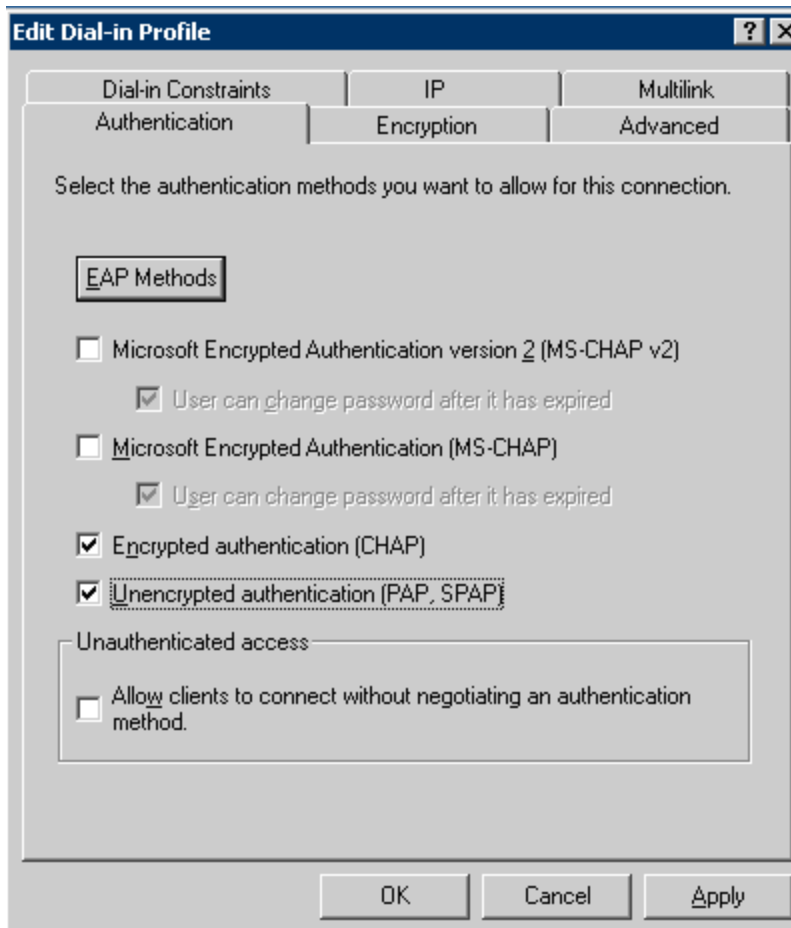 Edit Dial-in Profile
Dial-in Constraints IP Multilink
Authentication Encryption Advanced
Select the authentication methods you want to allow for this connection.
EAP Methods
Microsoft Encrypted Authentication version 2 (MS-CHAP v2)
User can change password after it has expired
Microsoft Encrypted Authentication (MS-CHAP)
User can change password after it has expired
Encrypted authentication (CHAP)
Unencrypted authentication (PAP, SPAP)
Unauthenticated access
Allow clients to connect without negotiating an authentication
method.
OK Cancel Apply